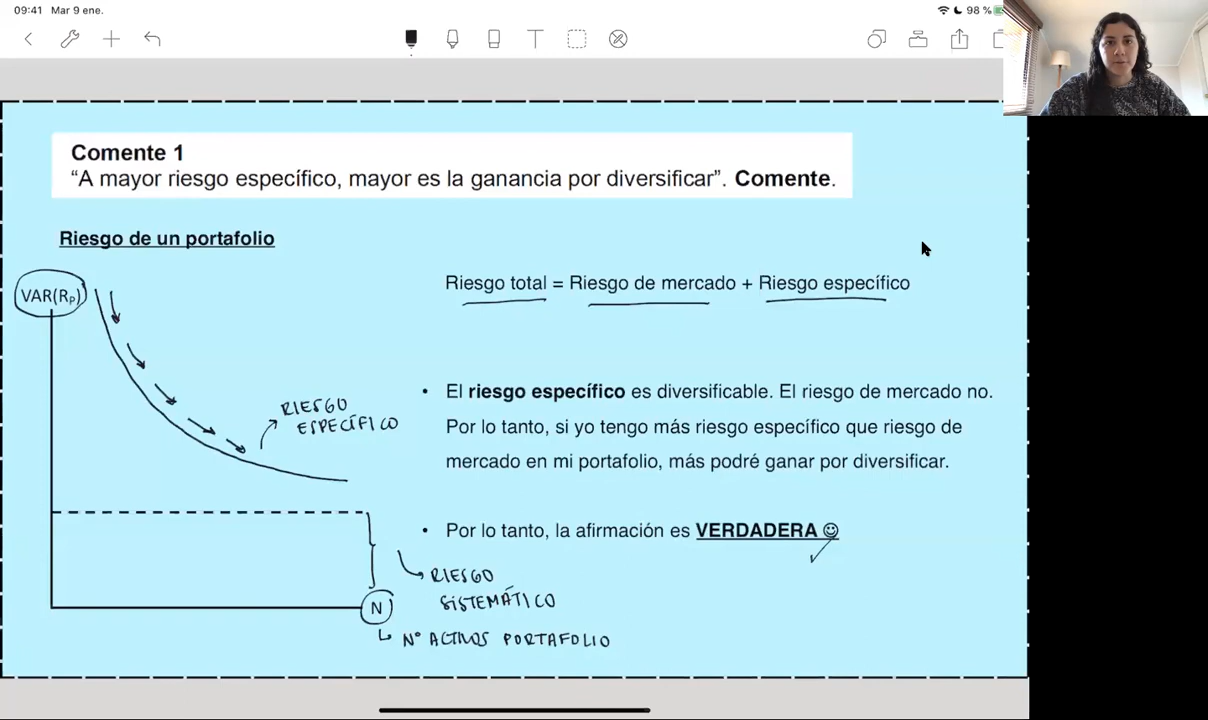 09:41 Mar 9 ene.
98 %
Comente 1
“A mayor riesgo específico, mayor es la ganancia por diversificar”. Comente.
Riesgo de un portafolio
VAR(Rp)
Riesgo total = Riesgo de mercado + Riesgo específico
RIESGO
ESPECÍFICO
• El riesgo específico es diversificable. El riesgo de mercado no.
Por lo tanto, si yo tengo más riesgo específico que riesgo de
mercado en mi portafolio, más podré ganar por diversificar.
• Por lo tanto, la afirmación es VERDADERA ☺
RIESGO
SISTEMÁTICO
N
Nº ACTIVOS PORTAFOLIO